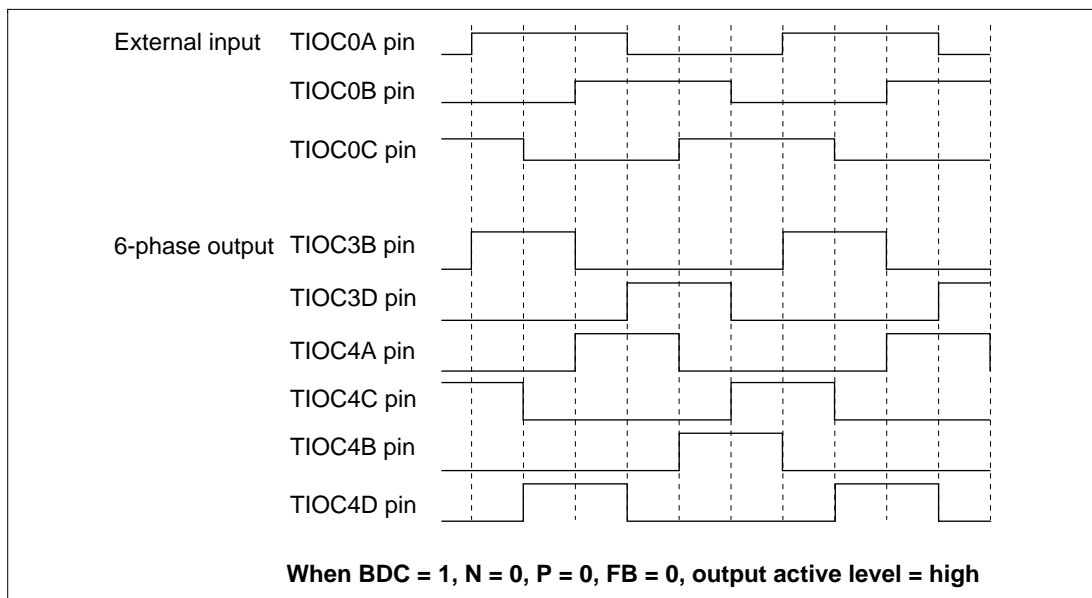 External input TIOC0A pin
TIOC0B pin
TIOC0C pin
6-phase output TIOC3B pin
TIOC3D pin
TIOC4A pin
TIOC4C pin
TIOC4B pin
TIOC4D pin
When BDC = 1, N = 0, P = 0, FB = 0, output active level = high